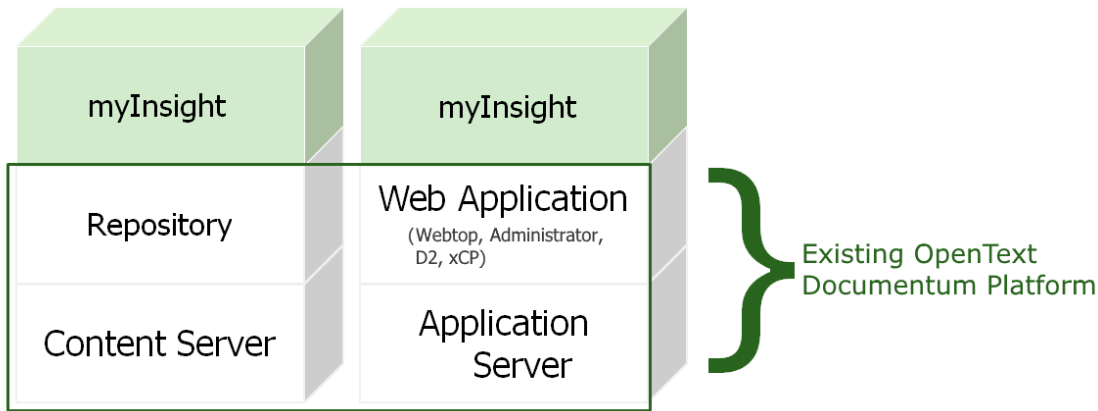 myInsight
myInsight
Repository
Web Application
(Webtop, Administrator,
D2, xCP)
Content Server
Application
Server
Existing OpenText
Documentum Platform